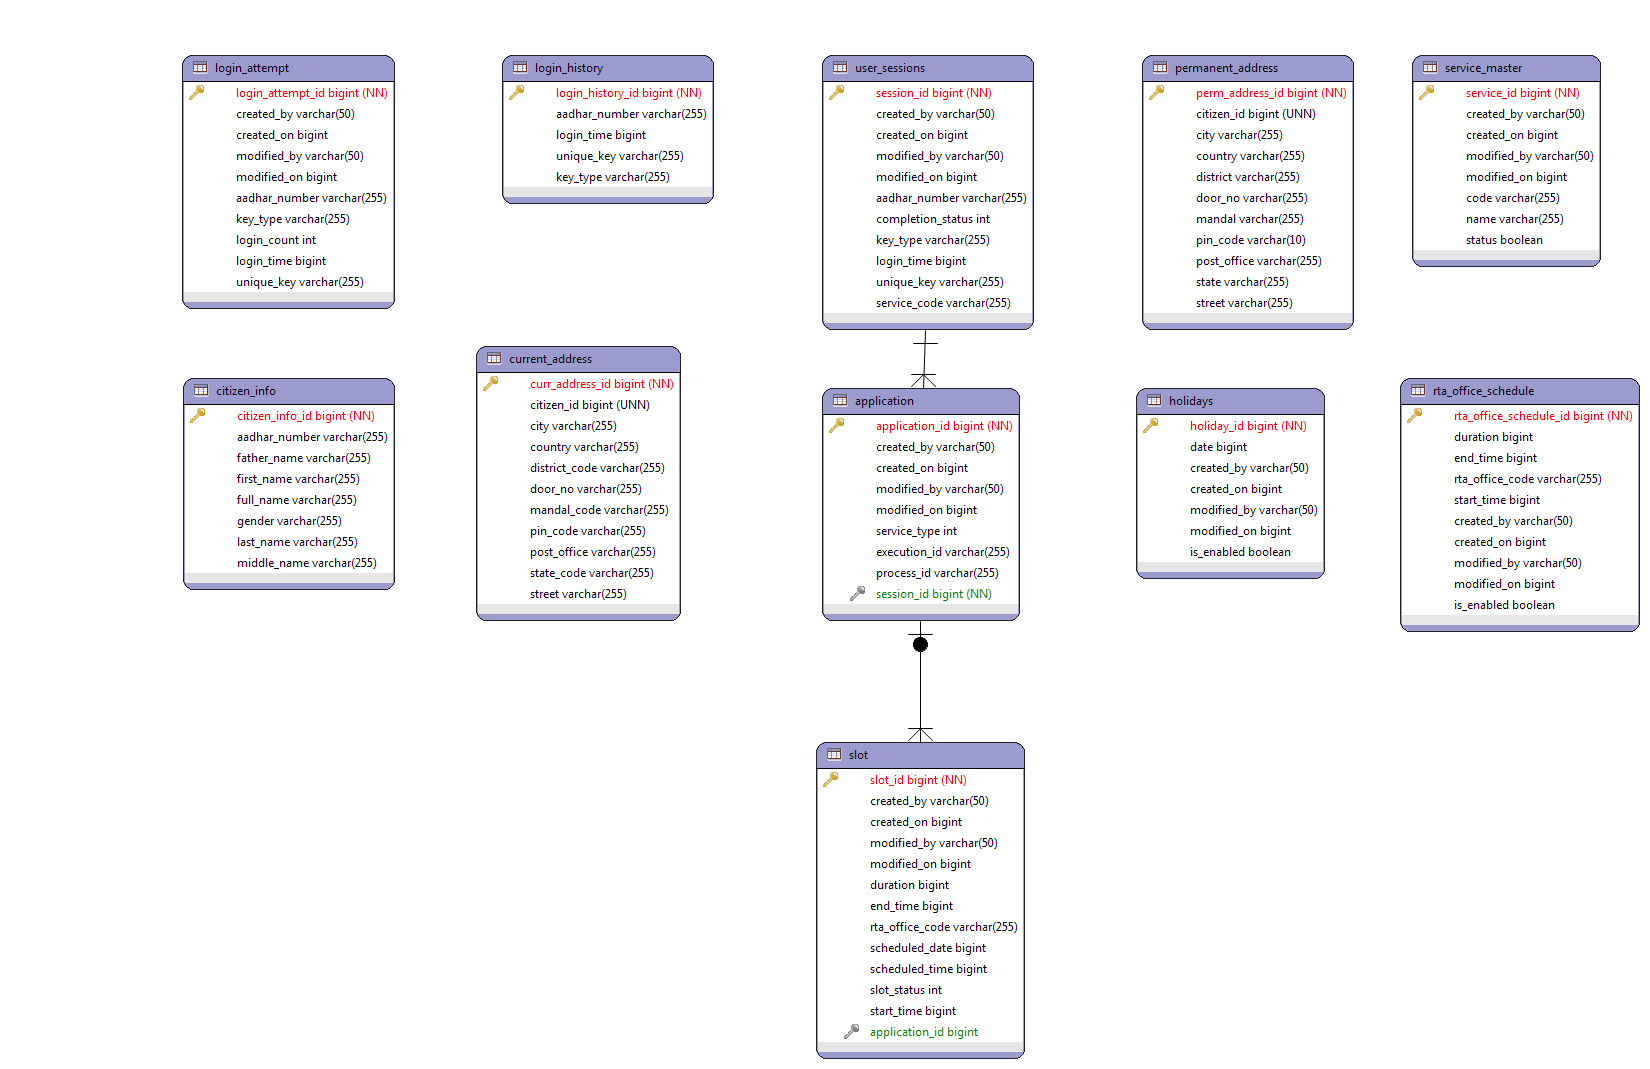 login_attempt
login_attempt_id bigint (NN)
created_by varchar(50)
created_on bigint
modified_by varchar(50)
modified_on bigint
aadhar_number varchar(255)
key_type varchar(255)
login_count int
login_time bigint
unique_key varchar(255)
login_history
login_history_id bigint (NN)
aadhar_number varchar(255)
login_time bigint
unique_key varchar(255)
key_type varchar(255)
user_sessions
session_id bigint (NN)
created_by varchar(50)
created_on bigint
modified_by varchar(50)
modified_on bigint
aadhar_number varchar(255)
completion_status int
key_type varchar(255)
login_time bigint
unique_key varchar(255)
service_code varchar(255)
permanent_address
perm_address_id bigint (NN)
citizen_id bigint (UNN)
city varchar(255)
country varchar(255)
district varchar(255)
door_no varchar(255)
mandal varchar(255)
pin_code varchar(10)
post_office varchar(255)
state varchar(255)
street varchar(255)
service_master
service_id bigint (NN)
created_by varchar(50)
created_on bigint
modified_by varchar(50)
modified_on bigint
code varchar(255)
name varchar(255)
status boolean
citizen_info
citizen_info_id bigint (NN)
aadhar_number varchar(255)
father_name varchar(255)
first_name varchar(255)
full_name varchar(255)
gender varchar(255)
last_name varchar(255)
middle_name varchar(255)
current_address
curr_address_id bigint (NN)
citizen_id bigint (UNN)
city varchar(255)
country varchar(255)
district_code varchar(255)
door_no varchar(255)
mandal_code varchar(255)
pin_code varchar(255)
post_office varchar(255)
state_code varchar(255)
street varchar(255)
application
application_id bigint (NN)
created_by varchar(50)
created_on bigint
modified_by varchar(50)
modified_on bigint
service_type int
execution_id varchar(255)
process_id varchar(255)
session_id bigint (NN)
holidays
holiday_id bigint (NN)
date bigint
created_by varchar(50)
created_on bigint
modified_by varchar(50)
modified_on bigint
is_enabled boolean
rta_office_schedule
rta_office_schedule_id bigint (NN)
duration bigint
end_time bigint
rta_office_code varchar(255)
start_time bigint
created_by varchar(50)
created_on bigint
modified_by varchar(50)
modified_on bigint
is_enabled boolean
slot
slot_id bigint (NN)
created_by varchar(50)
created_on bigint
modified_by varchar(50)
modified_on bigint
duration bigint
end_time bigint
rta_office_code varchar(255)
scheduled_date bigint
scheduled_time bigint
slot_status int
start_time bigint
application_id bigint